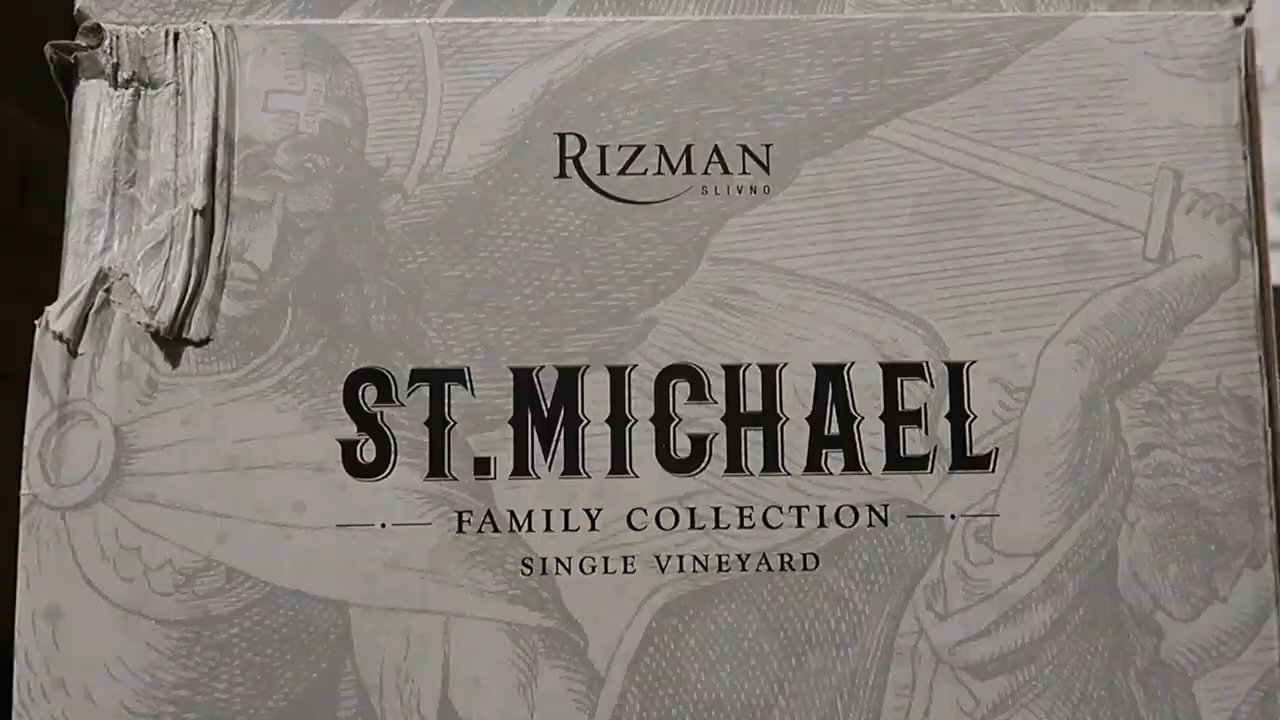 RIZMAN
SLIVNO
ST.MICHAEL
FAMILY COLLECTION
SINGLE VINEYARD